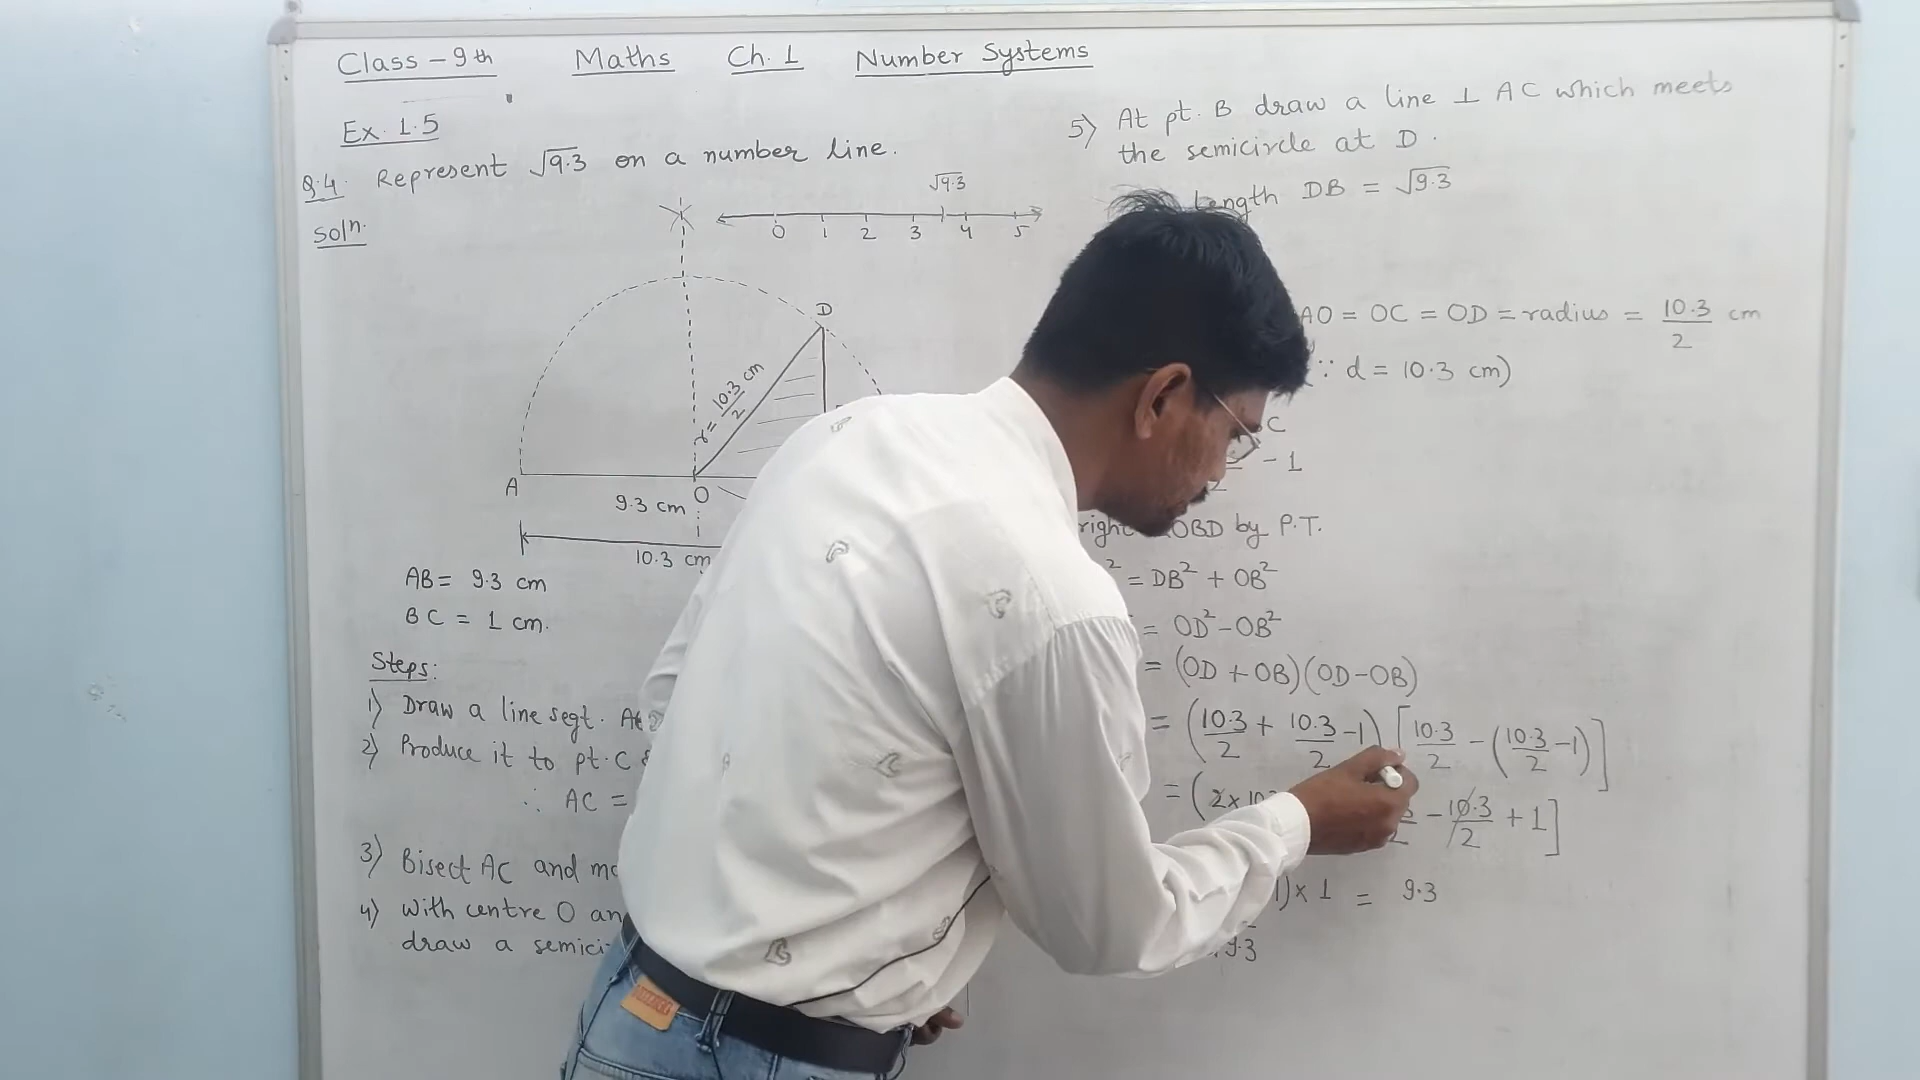 Class - 9th Maths Ch. 1 Number Systems
Ex. 1.5
Q.4. Represent √9.3 on a number line.
Soln.
√9.3
0 1 2 3 4 5
D
r = 10.3/2 cm
A O
9.3 cm
10.3 cm
AB = 9.3 cm
BC = 1 cm.
Steps:
1) Draw a line segt.
2) Produce it to pt. C
∴ AC =
3) Bisect AC and
4) With centre O
draw a
5) At pt. B draw a line ⊥ AC which meets
the semicircle at D.
Length DB = √9.3
AO = OC = OD = radius = 10.3/2 cm
(∵ d = 10.3 cm)
C
- 1
OBD by P.T.
² = DB² + OB²
= OD² - OB²
= (OD + OB)(OD - OB)
= (10.3/2 + 10.3/2 - 1) [10.3/2 - (10.3/2 - 1)]
= (2 x 10.
- 10.3/2 + 1]
1) x 1 = 9.3
9.3